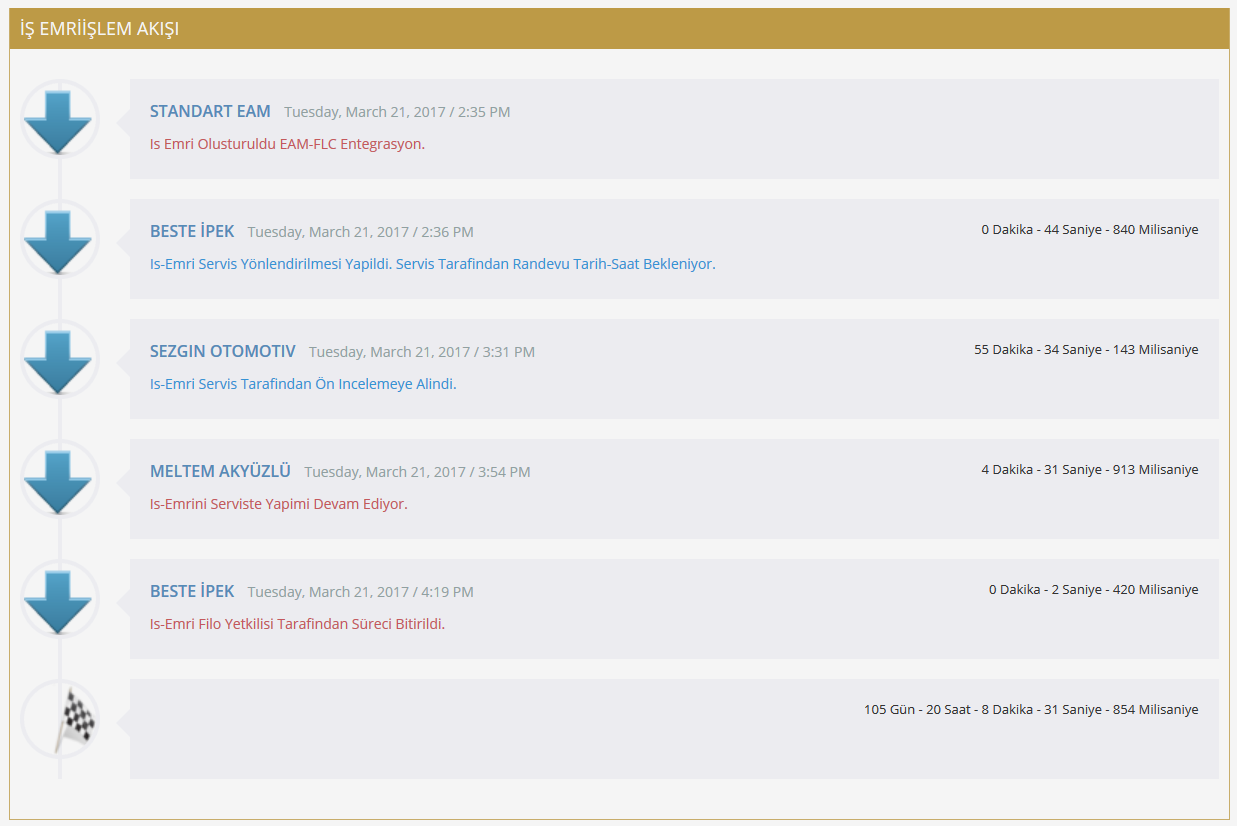 İŞ EMRİİŞLEM AKIŞI
STANDART EAM Tuesday, March 21, 2017 / 2:35 PM
Is Emri Olusturuldu EAM-FLC Entegrasyon.
BESTE İPEK Tuesday, March 21, 2017 / 2:36 PM 0 Dakika - 44 Saniye - 840 Milisaniye
Is-Emri Servis Yönlendirilmesi Yapildi. Servis Tarafindan Randevu Tarih-Saat Bekleniyor.
SEZGIN OTOMOTIV Tuesday, March 21, 2017 / 3:31 PM 55 Dakika - 34 Saniye - 143 Milisaniye
Is-Emri Servis Tarafindan Ön Incelemeye Alindi.
MELTEM AKYÜZLÜ Tuesday, March 21, 2017 / 3:54 PM 4 Dakika - 31 Saniye - 913 Milisaniye
Is-Emrini Serviste Yapimi Devam Ediyor.
BESTE İPEK Tuesday, March 21, 2017 / 4:19 PM 0 Dakika - 2 Saniye - 420 Milisaniye
Is-Emri Filo Yetkilisi Tarafindan Süreci Bitirildi.
105 Gün - 20 Saat - 8 Dakika - 31 Saniye - 854 Milisaniye